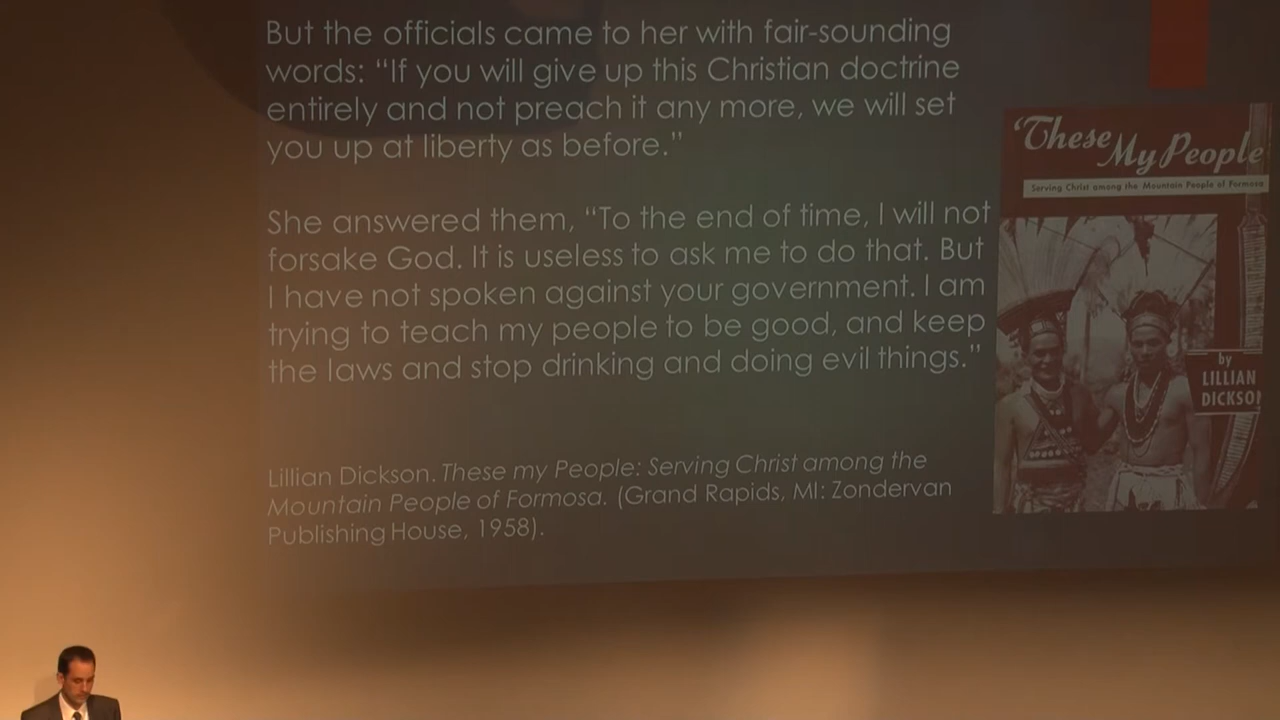 But the officials came to her with fair-sounding
words: “If you will give up this Christian doctrine
entirely and not preach it any more, we will set
you up at liberty as before.”
She answered them, “To the end of time, I will not
forsake God. It is useless to ask me to do that. But
I have not spoken against your government. I am
trying to teach my people to be good, and keep
the laws and stop drinking and doing evil things.”
Lillian Dickson. These my People: Serving Christ among the
Mountain People of Formosa. (Grand Rapids, MI: Zondervan
Publishing House, 1958).
These
My People
Serving Christ among the Mountain People of Formosa
by
LILLIAN
DICKSON